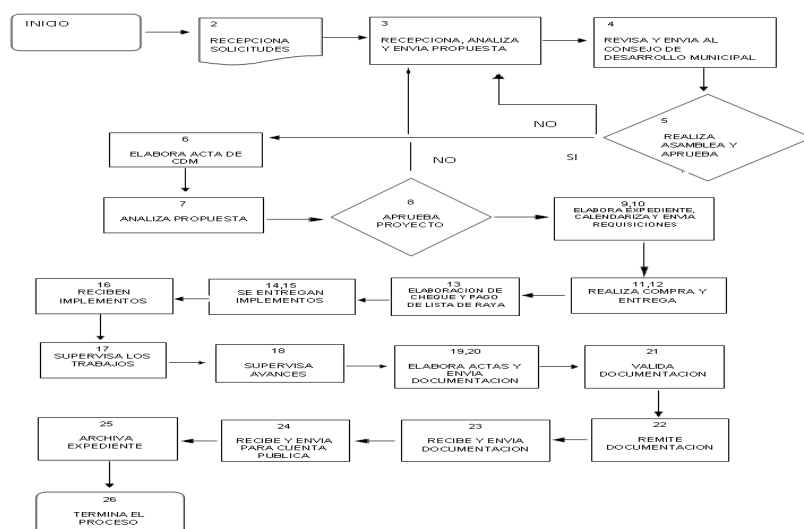 INICIO
2
RECEPCIONA
SOLICITUDES
3
RECEPCIONA, ANALIZA
Y ENVIA PROPUESTA
4
REVISA Y ENVIA AL
CONSEJO DE
DESARROLLO MUNICIPAL
5
REALIZA
ASAMBLEA Y
APRUEBA
NO
SI
6
ELABORA ACTA DE
CDM
7
ANALIZA PROPUESTA
NO
8
APRUEBA
PROYECTO
9,10
ELABORA EXPEDIENTE,
CALENDARIZA Y ENVIA
REQUISICIONES
11,12
REALIZA COMPRA Y
ENTREGA
13
ELABORACION DE
CHEQUE Y PAGO
DE LISTA DE RAYA
14,15
SE ENTREGAN
IMPLEMENTOS
16
RECIBEN
IMPLEMENTOS
17
SUPERVISA LOS
TRABAJOS
18
SUPERVISA
AVANCES
19,20
ELABORA ACTAS Y
ENVIA
DOCUMENTACION
21
VALIDA
DOCUMENTACION
22
REMITE
DOCUMENTACION
23
RECIBE Y ENVIA
DOCUMENTACION
24
RECIBE Y ENVIA
PARA CUENTA
PUBLICA
25
ARCHIVA
EXPEDIENTE
26
TERMINA EL
PROCESO